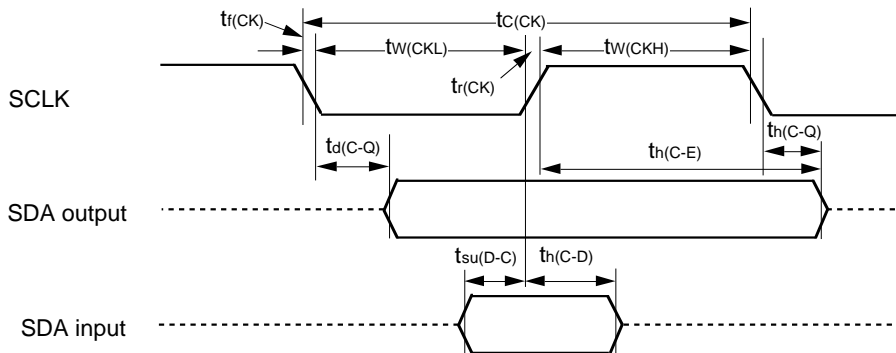 tf(CK)
tC(CK)
tW(CKL)
tW(CKH)
tr(CK)
SCLK
td(C-Q)
th(C-E)
th(C-Q)
SDA output
tsu(D-C)
th(C-D)
SDA input